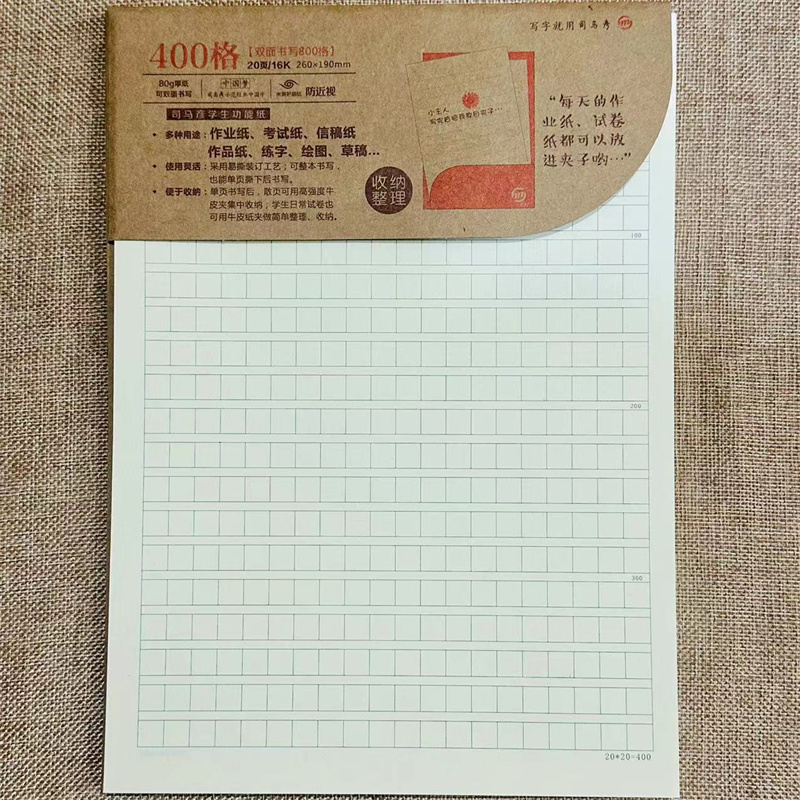 写字就用司马彦
400格【双面书写800格】
20页/16K 260×190mm
80g厚纸
可双面书写
中国梦
防近视
司马彦学生功能纸
• 多种用途：作业纸、考试纸、信稿纸
作品纸、练字、绘图、草稿...
• 使用灵活：采用易撕装订工艺；可整本书写，
也能单页撕下后书写。
• 便于收纳：单页书写后，散页可用高强度牛
皮夹集中收纳；学生日常试卷也
可用牛皮纸夹做简单整理、收纳。
收纳
整理
小主人
“每天的作
业纸、试卷
纸都可以放
进夹子哟…”
100
200
300
20*20=400